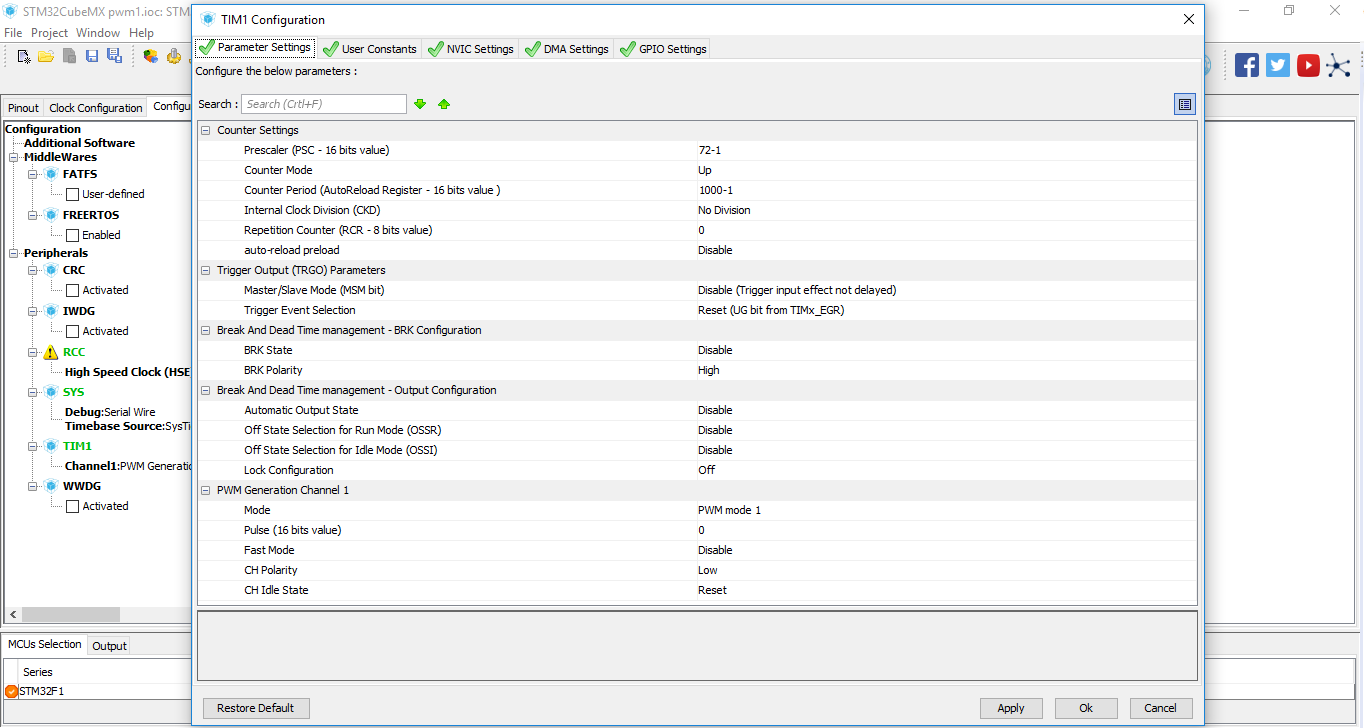 STM32CubeMX pwm1.ioc: STM
File Project Window Help
Pinout Clock Configuration Configu
Configuration
Additional Software
MiddleWares
FATFS
User-defined
FREERTOS
Enabled
Peripherals
CRC
Activated
IWDG
Activated
RCC
High Speed Clock (HSE
SYS
Debug:Serial Wire
Timebase Source:SysTi
TIM1
Channel1:PWM Generatio
WWDG
Activated
MCUs Selection Output
Series
STM32F1
TIM1 Configuration
Parameter Settings User Constants NVIC Settings DMA Settings GPIO Settings
Configure the below parameters :
Search : Search (Crtl+F)
Counter Settings
Prescaler (PSC - 16 bits value) 72-1
Counter Mode Up
Counter Period (AutoReload Register - 16 bits value ) 1000-1
Internal Clock Division (CKD) No Division
Repetition Counter (RCR - 8 bits value) 0
auto-reload preload Disable
Trigger Output (TRGO) Parameters
Master/Slave Mode (MSM bit) Disable (Trigger input effect not delayed)
Trigger Event Selection Reset (UG bit from TIMx_EGR)
Break And Dead Time management - BRK Configuration
BRK State Disable
BRK Polarity High
Break And Dead Time management - Output Configuration
Automatic Output State Disable
Off State Selection for Run Mode (OSSR) Disable
Off State Selection for Idle Mode (OSSI) Disable
Lock Configuration Off
PWM Generation Channel 1
Mode PWM mode 1
Pulse (16 bits value) 0
Fast Mode Disable
CH Polarity Low
CH Idle State Reset
Restore Default Apply Ok Cancel